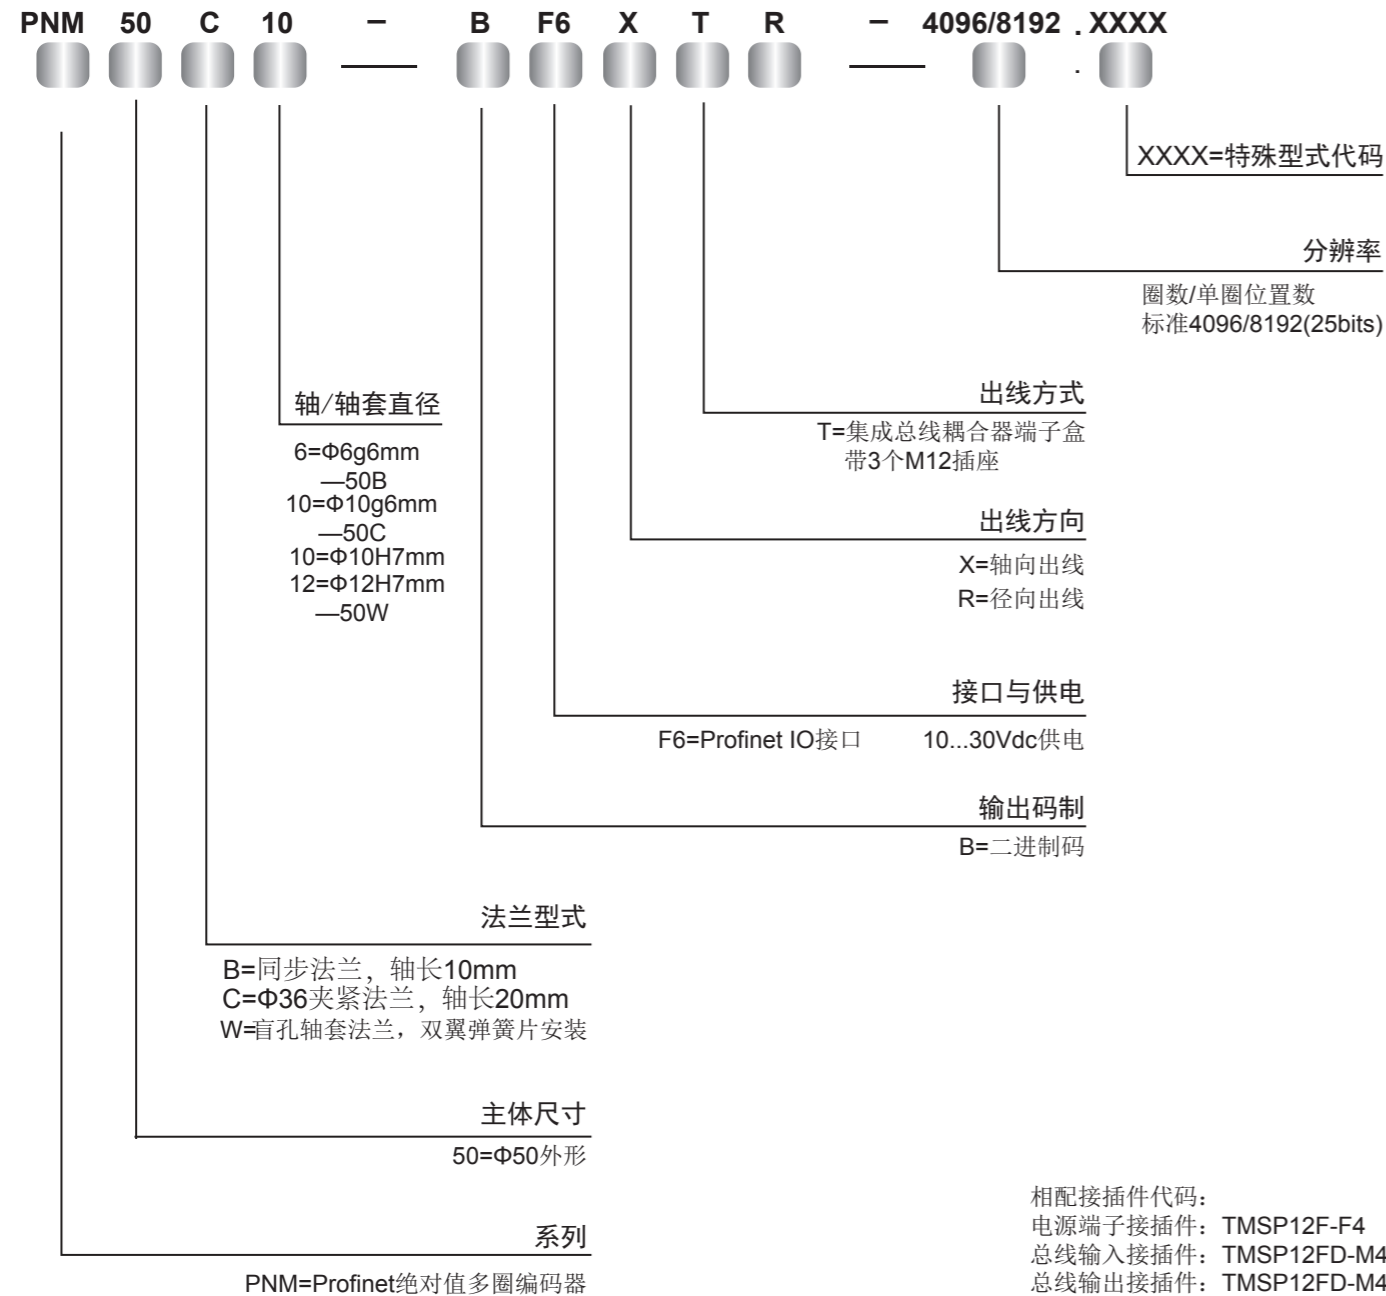 PNM 50 C 10 – B F6 X T R – 4096/8192 . XXXX
.
XXXX=特殊型式代码
分辨率
圈数/单圈位置数
标准4096/8192(25bits)
出线方式
T=集成总线耦合器端子盒
带3个M12插座
轴/轴套直径
6=Φ6g6mm
—50B
10=Φ10g6mm
—50C
10=Φ10H7mm
12=Φ12H7mm
—50W
出线方向
X=轴向出线
R=径向出线
接口与供电
F6=Profinet IO接口 10...30Vdc供电
输出码制
B=二进制码
法兰型式
B=同步法兰，轴长10mm
C=Φ36夹紧法兰，轴长20mm
W=盲孔轴套法兰，双翼弹簧片安装
主体尺寸
50=Φ50外形
系列
PNM=Profinet绝对值多圈编码器
相配接插件代码：
电源端子接插件：TMSP12F-F4
总线输入接插件：TMSP12FD-M4
总线输出接插件：TMSP12FD-M4